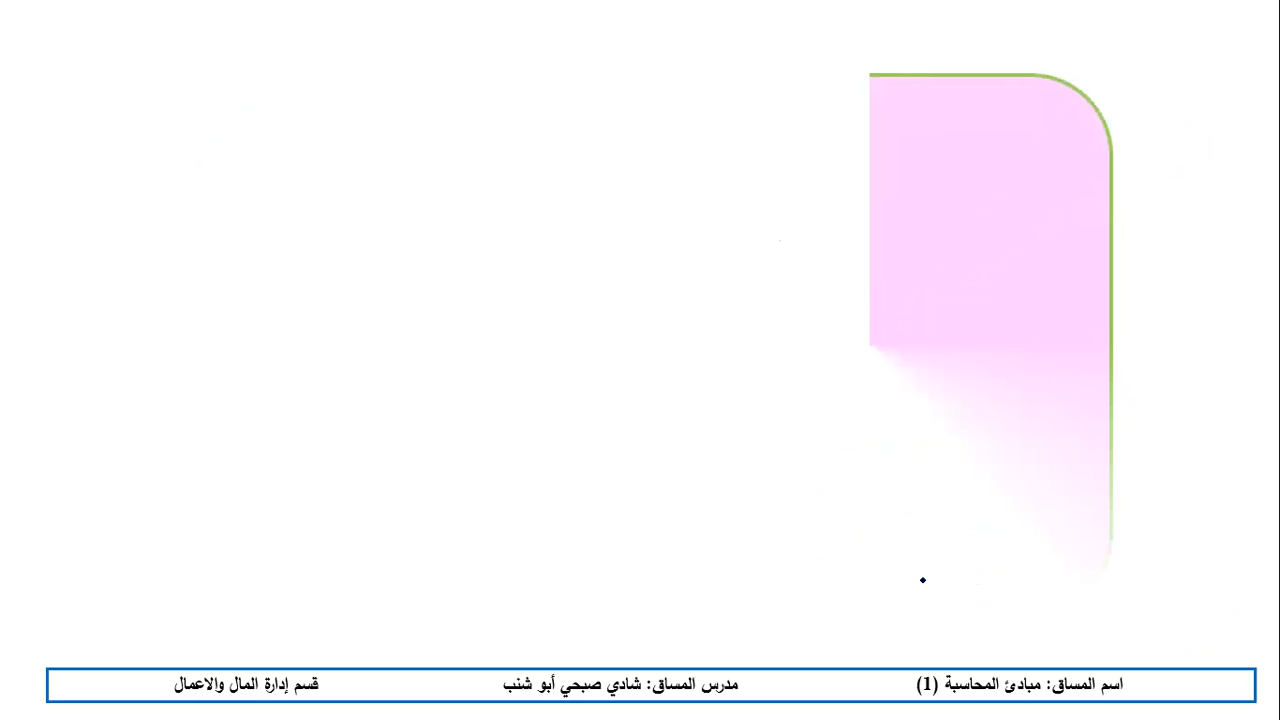 اسم المساق: مبادئ المحاسبة (1) مدرس المساق: شادي صبحي أبو شنب قسم إدارة المال والاعمال